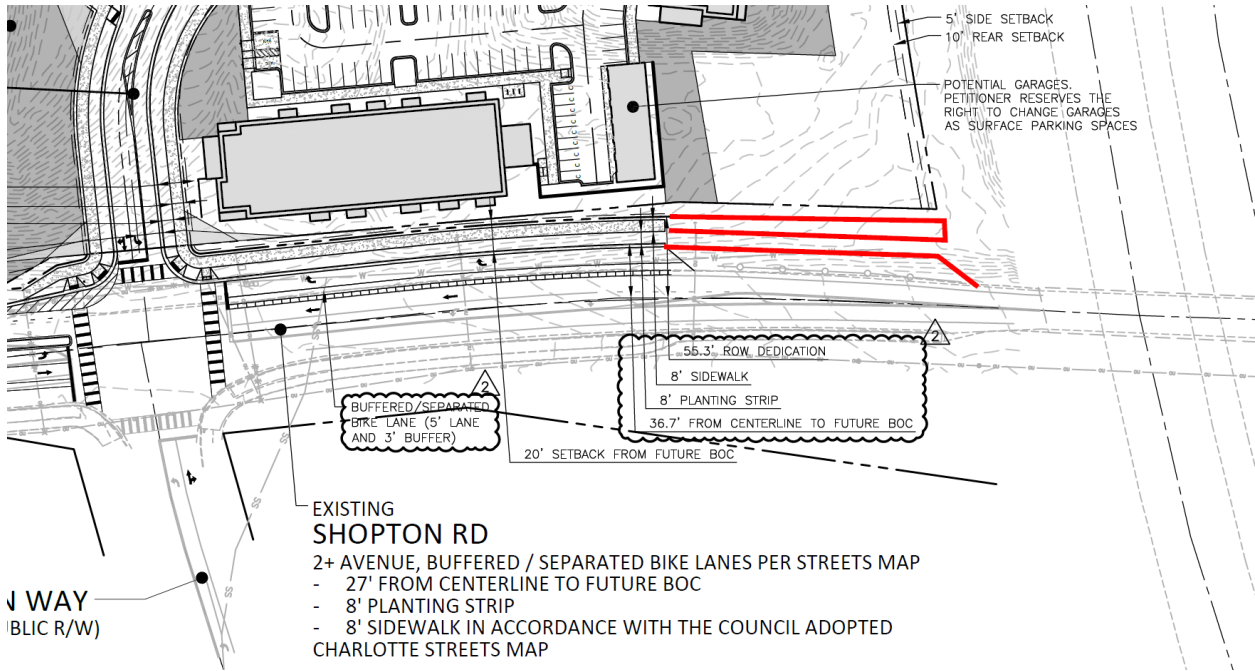 5' SIDE SETBACK
10' REAR SETBACK
POTENTIAL GARAGES.
PETITIONER RESERVES THE
RIGHT TO CHANGE GARAGES
AS SURFACE PARKING SPACES
2
55.3' ROW DEDICATION
8' SIDEWALK
8' PLANTING STRIP
36.7' FROM CENTERLINE TO FUTURE BOC
2
BUFFERED/SEPARATED
BIKE LANE (5' LANE
AND 3' BUFFER)
20' SETBACK FROM FUTURE BOC
EXISTING
SHOPTON RD
2+ AVENUE, BUFFERED / SEPARATED BIKE LANES PER STREETS MAP
- 27' FROM CENTERLINE TO FUTURE BOC
- 8' PLANTING STRIP
- 8' SIDEWALK IN ACCORDANCE WITH THE COUNCIL ADOPTED
CHARLOTTE STREETS MAP
N WAY
BLIC R/W)